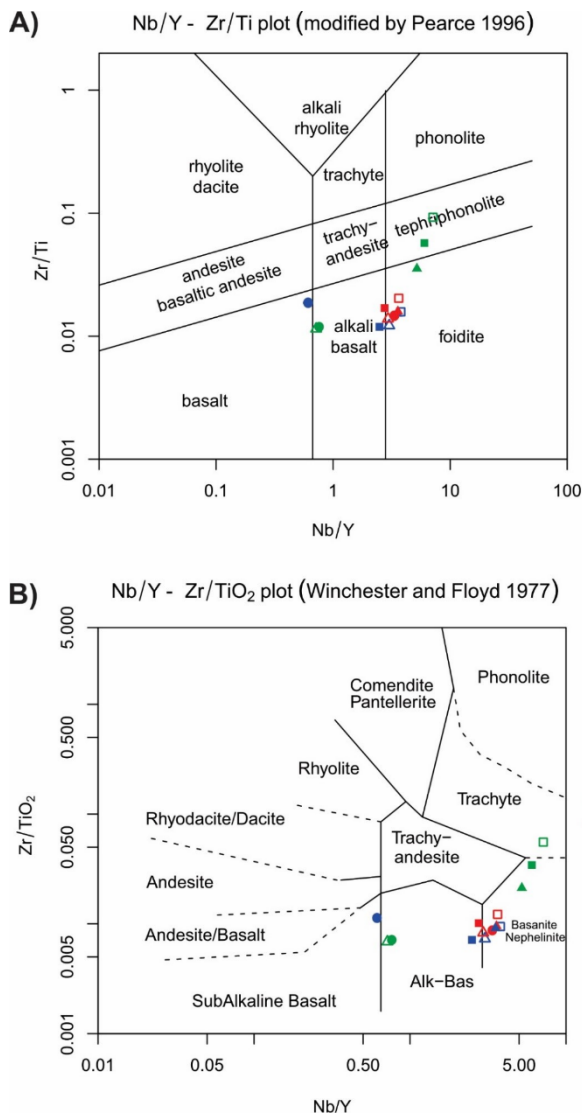 A)
Nb/Y - Zr/Ti plot (modified by Pearce 1996)
1
0.1
0.01
0.001
Zr/Ti
alkali
rhyolite
phonolite
rhyolite
dacite
trachyte
trachy-
andesite
tephriphonolite
andesite
basaltic andesite
alkali
basalt
foidite
basalt
0.01
0.1
1
10
100
Nb/Y
B)
Nb/Y - Zr/TiO₂ plot (Winchester and Floyd 1977)
5.000
0.500
0.050
0.005
0.001
Zr/TiO₂
Phonolite
Comendite
Pantellerite
Rhyolite
Trachyte
Rhyodacite/Dacite
Trachy-
andesite
Andesite
Andesite/Basalt
Basanite
Nephelinite
SubAlkaline Basalt
Alk-Bas
0.01
0.05
0.50
5.00
Nb/Y